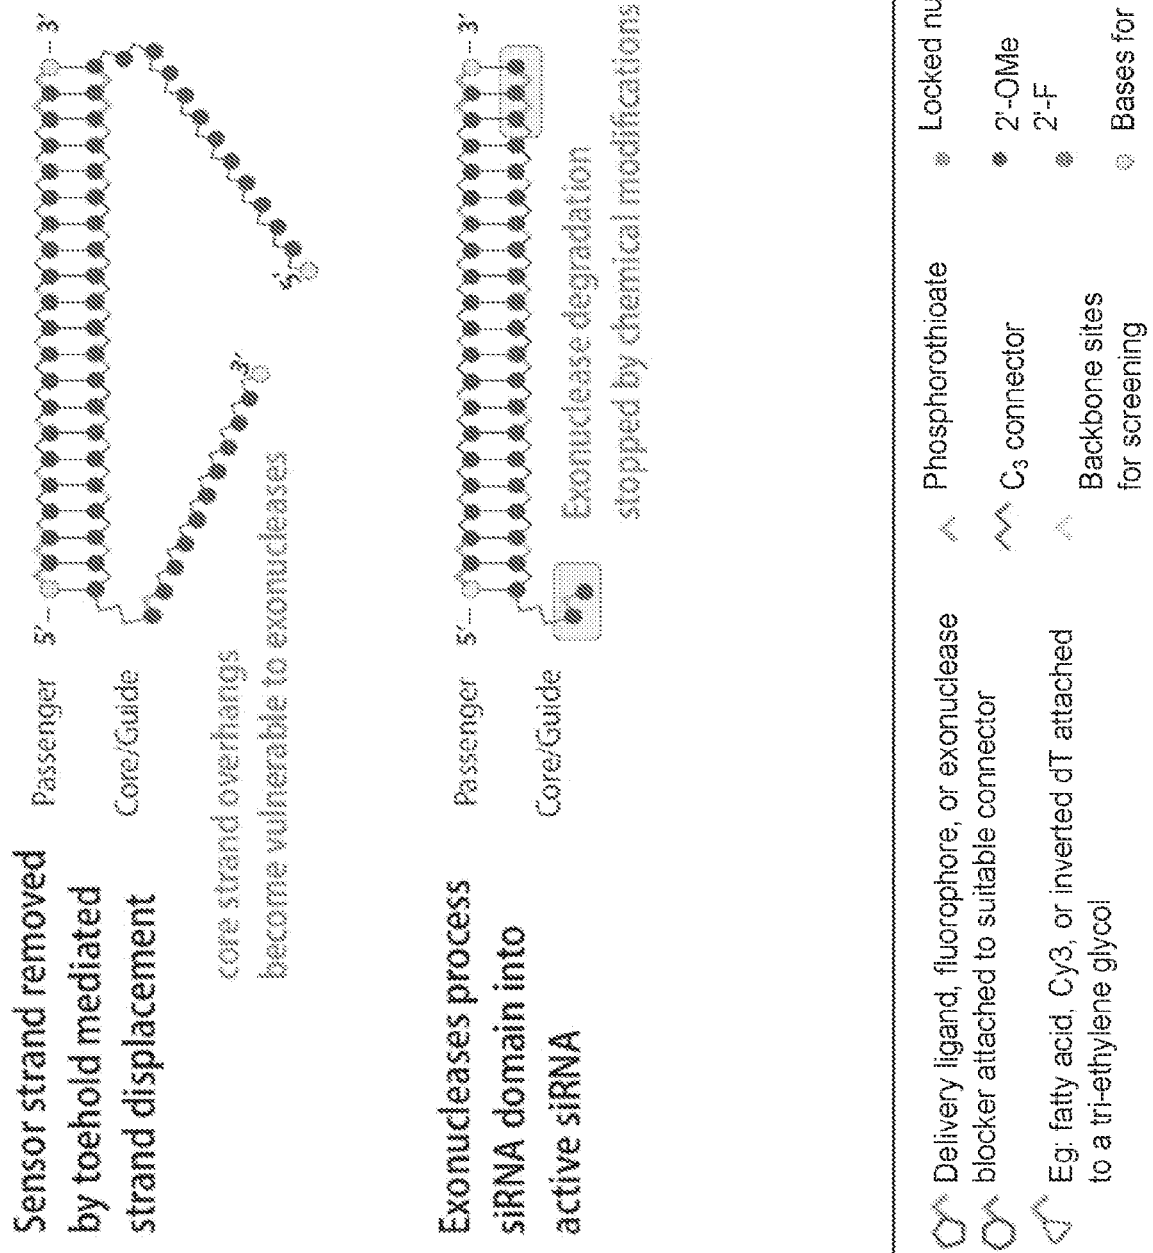 Sensor strand removed
by toehold mediated
strand displacement
Passenger
5'
3'
Core/Guide
3'
5'
core strand overhangs
become vulnerable to exonucleases
Exonucleases process
siRNA domain into
active siRNA
Passenger
5'
3'
Core/Guide
Exonuclease degradation
stopped by chemical modifications
Delivery ligand, fluorophore, or exonuclease
blocker attached to suitable connector
Eg: fatty acid, Cy3, or inverted dT attached
to a tri-ethylene glycol
Phosphorothioate
C₃ connector
Backbone sites
for screening
Locked nu
2'-OMe
2'-F
Bases for